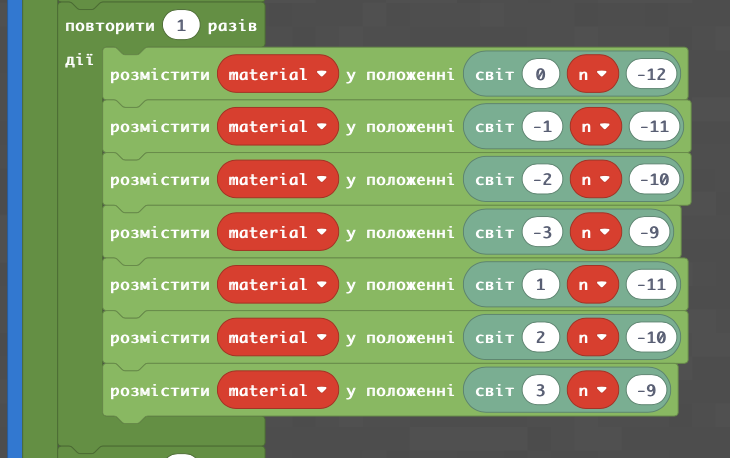 повторити 1 разів
дії
розмістити material у положенні світ 0 n -12
розмістити material у положенні світ -1 n -11
розмістити material у положенні світ -2 n -10
розмістити material у положенні світ -3 n -9
розмістити material у положенні світ 1 n -11
розмістити material у положенні світ 2 n -10
розмістити material у положенні світ 3 n -9